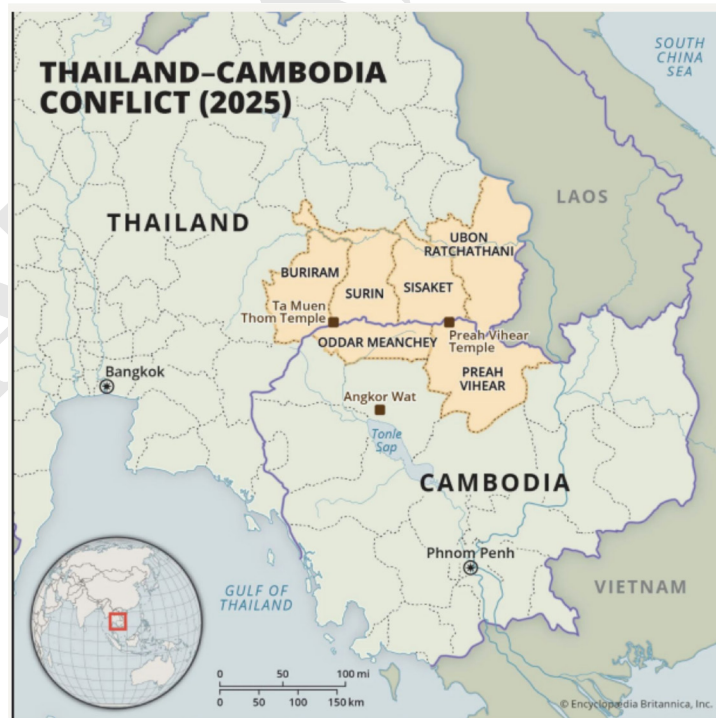 THAILAND–CAMBODIA
CONFLICT (2025)
SOUTH
CHINA
SEA
LAOS
THAILAND
UBON
RATCHATHANI
BURIRAM
SURIN
SISAKET
Ta Muen
Thom Temple
Preah Vihear
Temple
ODDAR MEANCHEY
PREAH
VIHEAR
Bangkok
Angkor Wat
Tonle
Sap
CAMBODIA
Phnom Penh
GULF OF
THAILAND
VIETNAM
0 50 100 mi
0 50 100 150 km
© Encyclopædia Britannica, Inc.